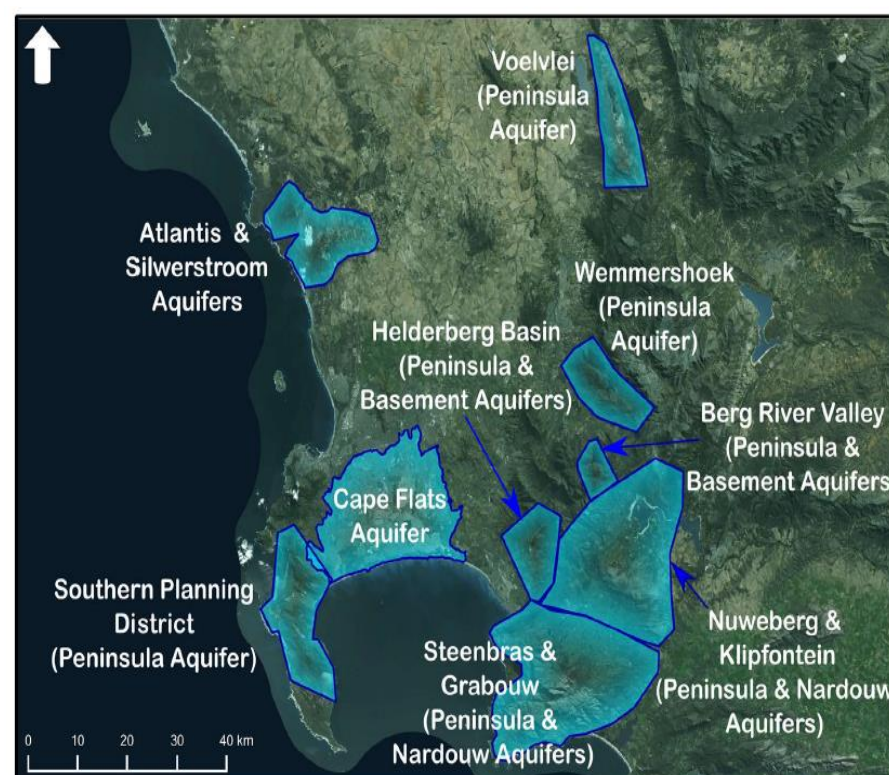 Voelvlei
(Peninsula
Aquifer)
Atlantis &
Silwerstroom
Aquifers
Wemmershoek
(Peninsula
Aquifer)
Helderberg Basin
(Peninsula &
Basement Aquifers)
Berg River Valley
(Peninsula &
Basement Aquifers
Cape Flats
Aquifer
Southern Planning
District
(Peninsula Aquifer)
Steenbras &
Grabouw
(Peninsula &
Nardouw Aquifers)
Nuweberg &
Klipfontein
(Peninsula & Nardouw
Aquifers)
0 10 20 30 40 km